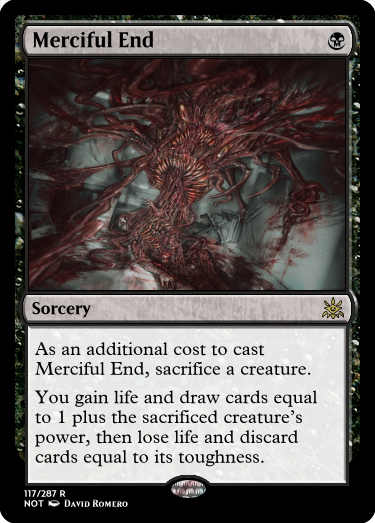 Merciful End
Sorcery
As an additional cost to cast
Merciful End, sacrifice a creature.
You gain life and draw cards equal
to 1 plus the sacrificed creature's
power, then lose life and discard
cards equal to its toughness.
117/287 R
NOT DAVID ROMERO